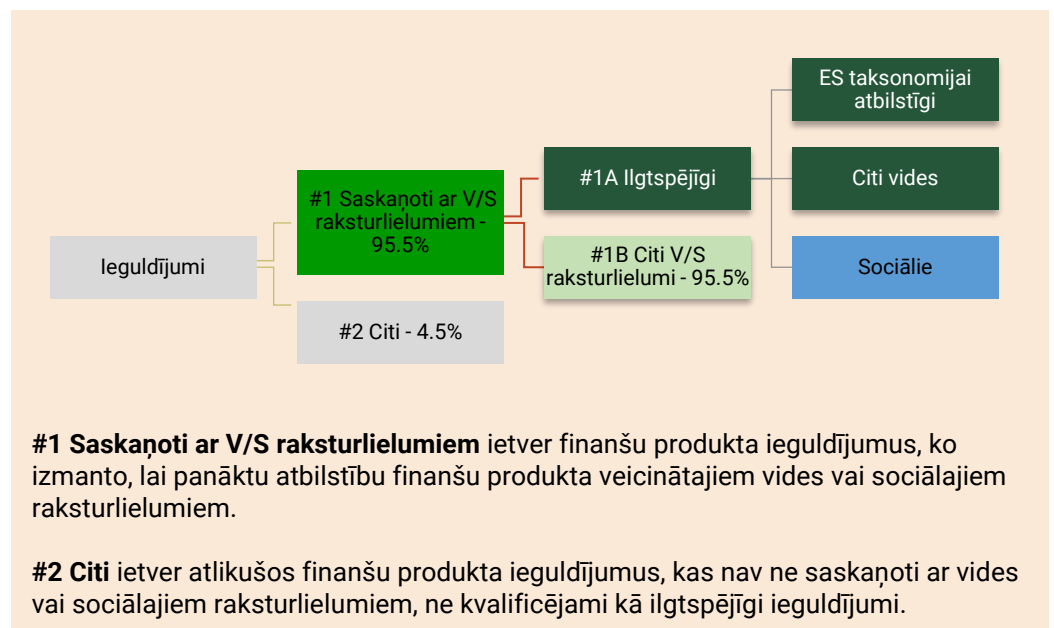 Ieguldījumi
#1 Saskaņoti ar V/S
raksturlielumiem -
95.5%
#2 Citi - 4.5%
#1A Ilgtspējīgi
#1B Citi V/S
raksturlielumi - 95.5%
ES taksonomijai
atbilstīgi
Citi vides
Sociālie
#1 Saskaņoti ar V/S raksturlielumiem ietver finanšu produkta ieguldījumus, ko
izmanto, lai panāktu atbilstību finanšu produkta veicinātajiem vides vai sociālajiem
raksturlielumiem.
#2 Citi ietver atlikušos finanšu produkta ieguldījumus, kas nav ne saskaņoti ar vides
vai sociālajiem raksturlielumiem, ne kvalificējami kā ilgtspējīgi ieguldījumi.